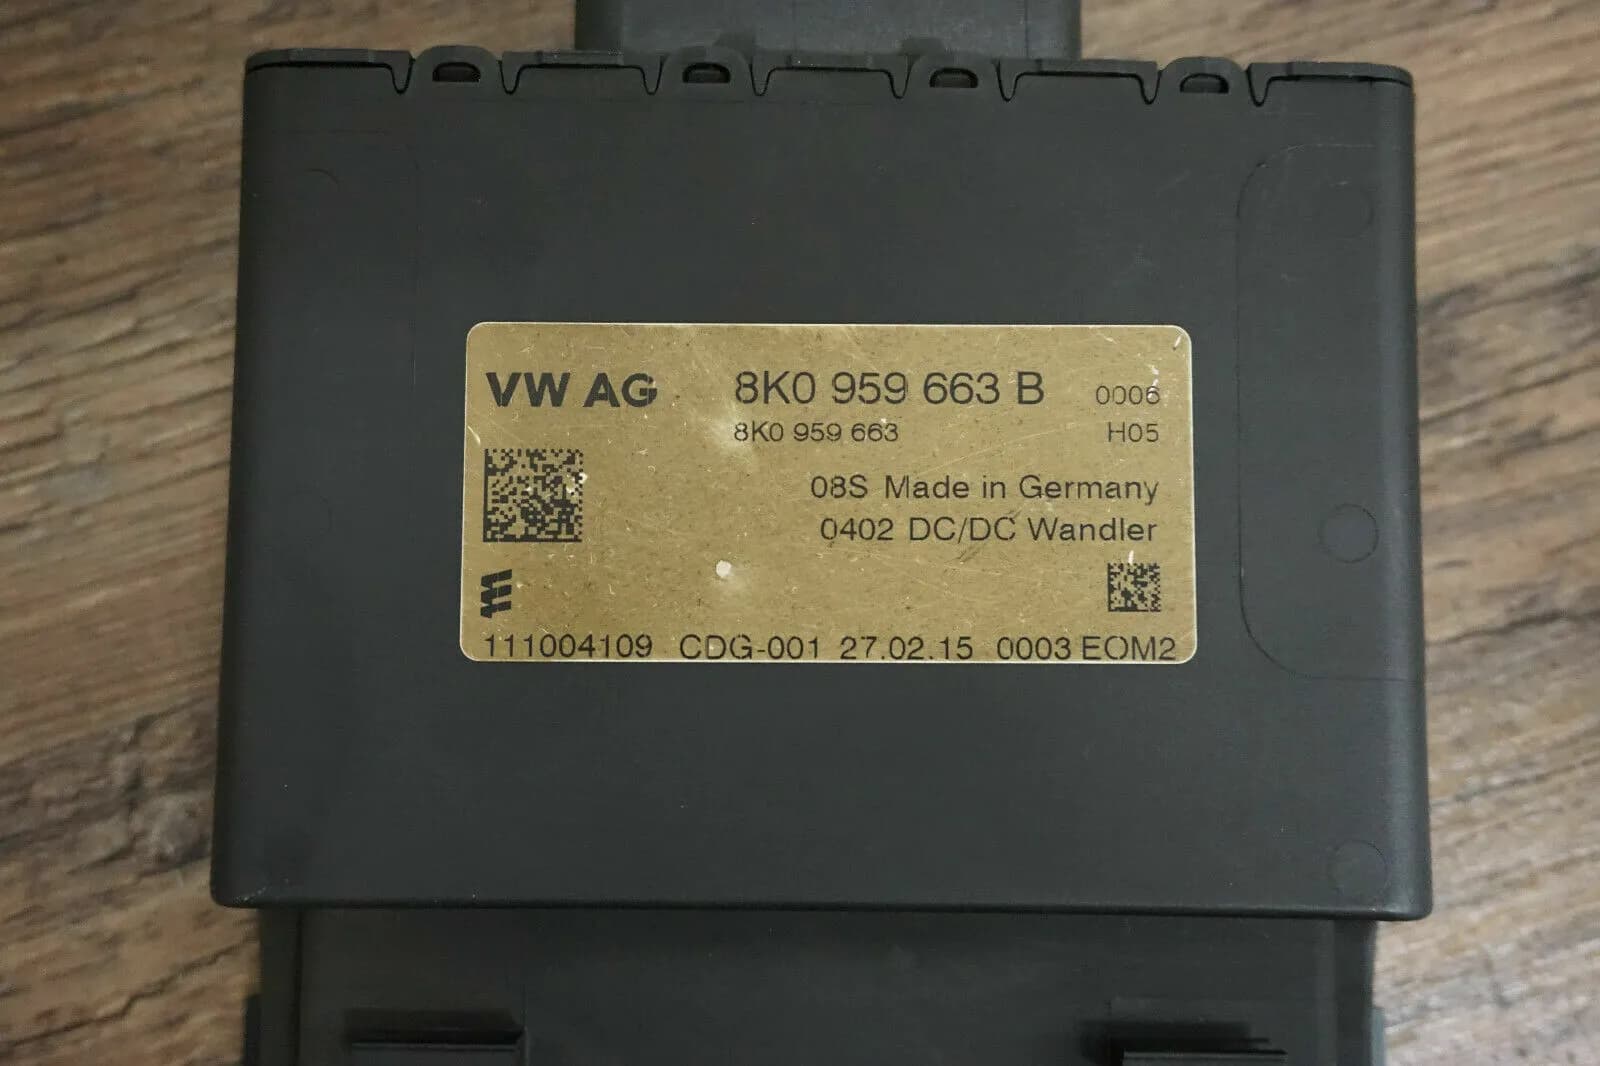 VW AG 8K0 959 663 B 0006
8K0 959 663 H05
08S Made in Germany
0402 DC/DC Wandler
111004109 CDG-001 27.02.15 0003 EOM2